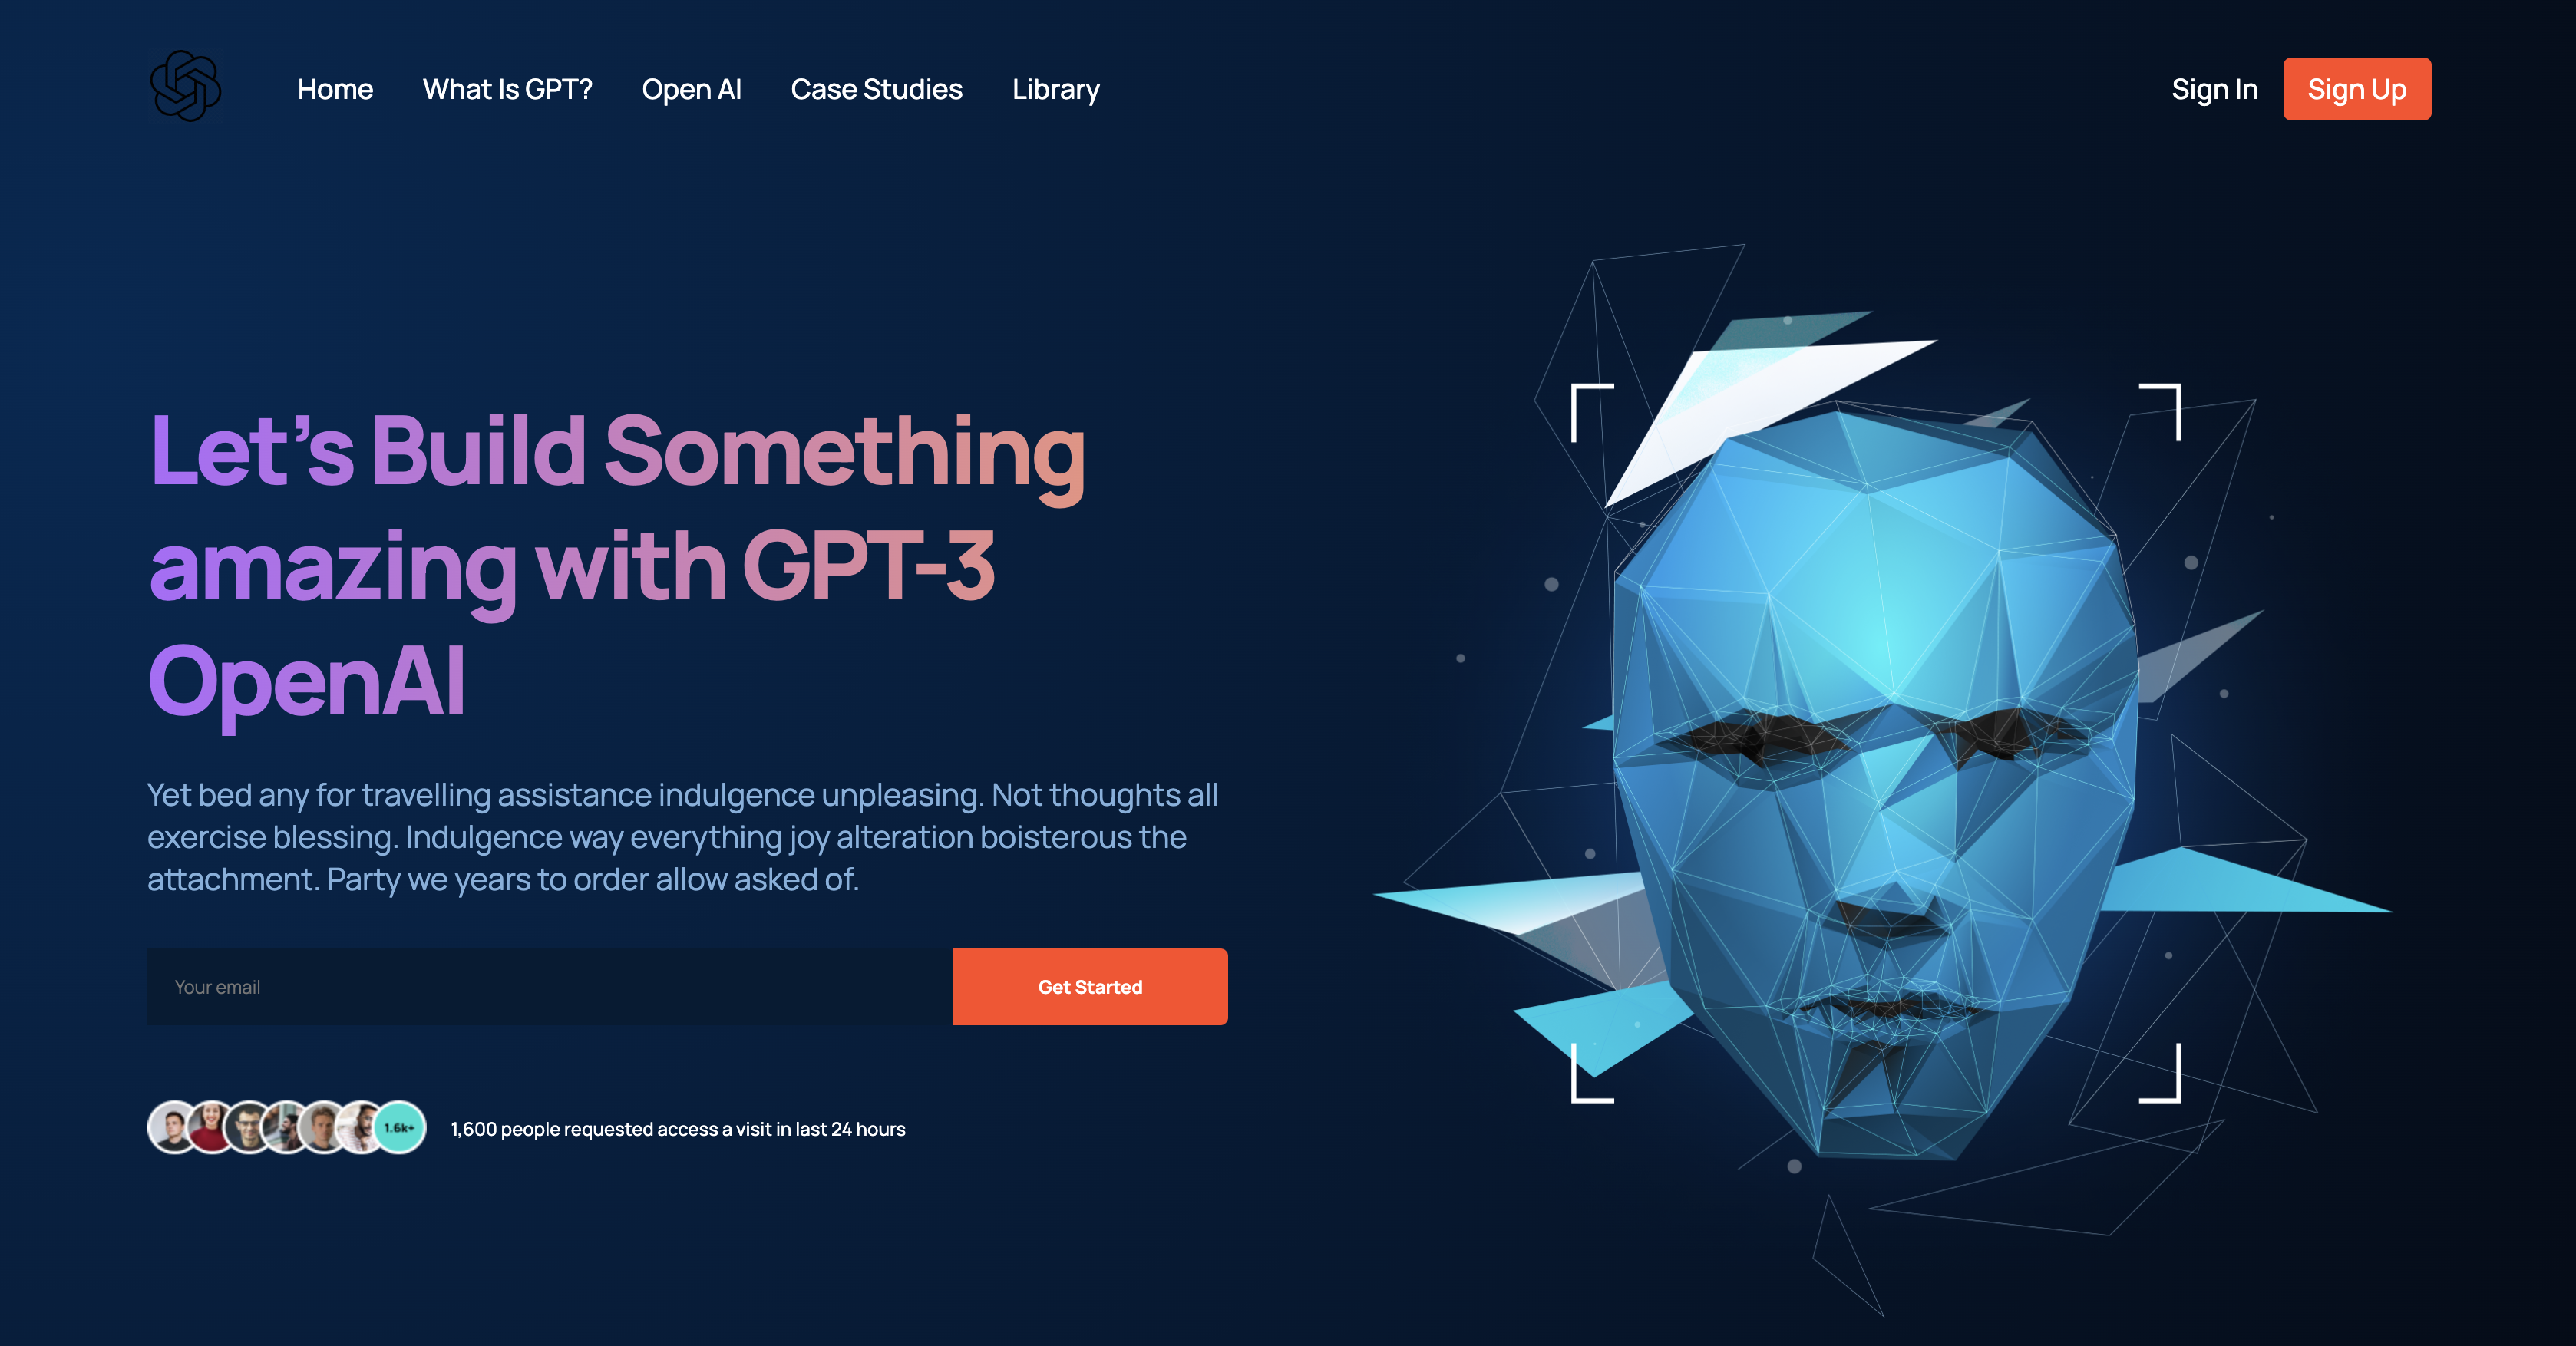 Home What Is GPT? Open AI Case Studies Library Sign In Sign Up
Let’s Build Something
amazing with GPT-3
OpenAI
Yet bed any for travelling assistance indulgence unpleasing. Not thoughts all
exercise blessing. Indulgence way everything joy alteration boisterous the
attachment. Party we years to order allow asked of.
Your email Get Started
1.6k+ 1,600 people requested access a visit in last 24 hours